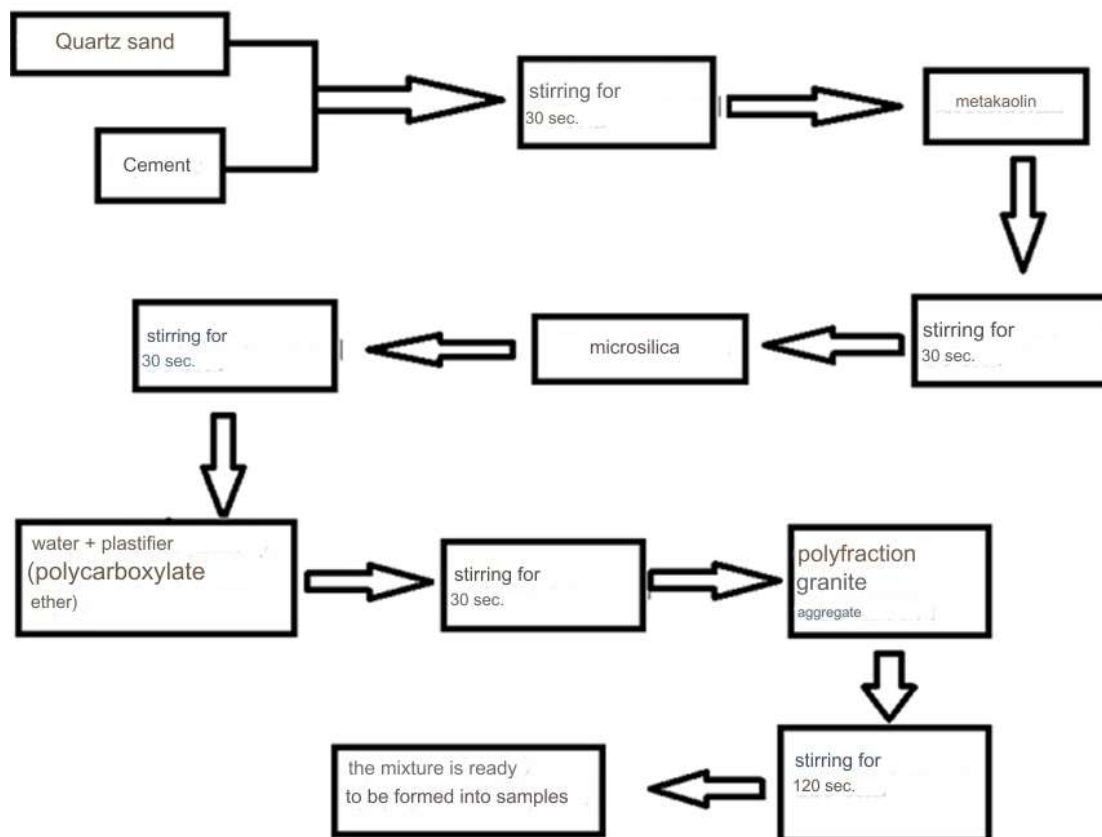 Quartz sand
Cement
stirring for
30 sec.
metakaolin
stirring for
30 sec.
microsilica
stirring for
30 sec.
water + plastifier
(polycarboxylate
ether)
stirring for
30 sec.
polyfraction
granite
aggregate
stirring for
120 sec.
the mixture is ready
to be formed into samples